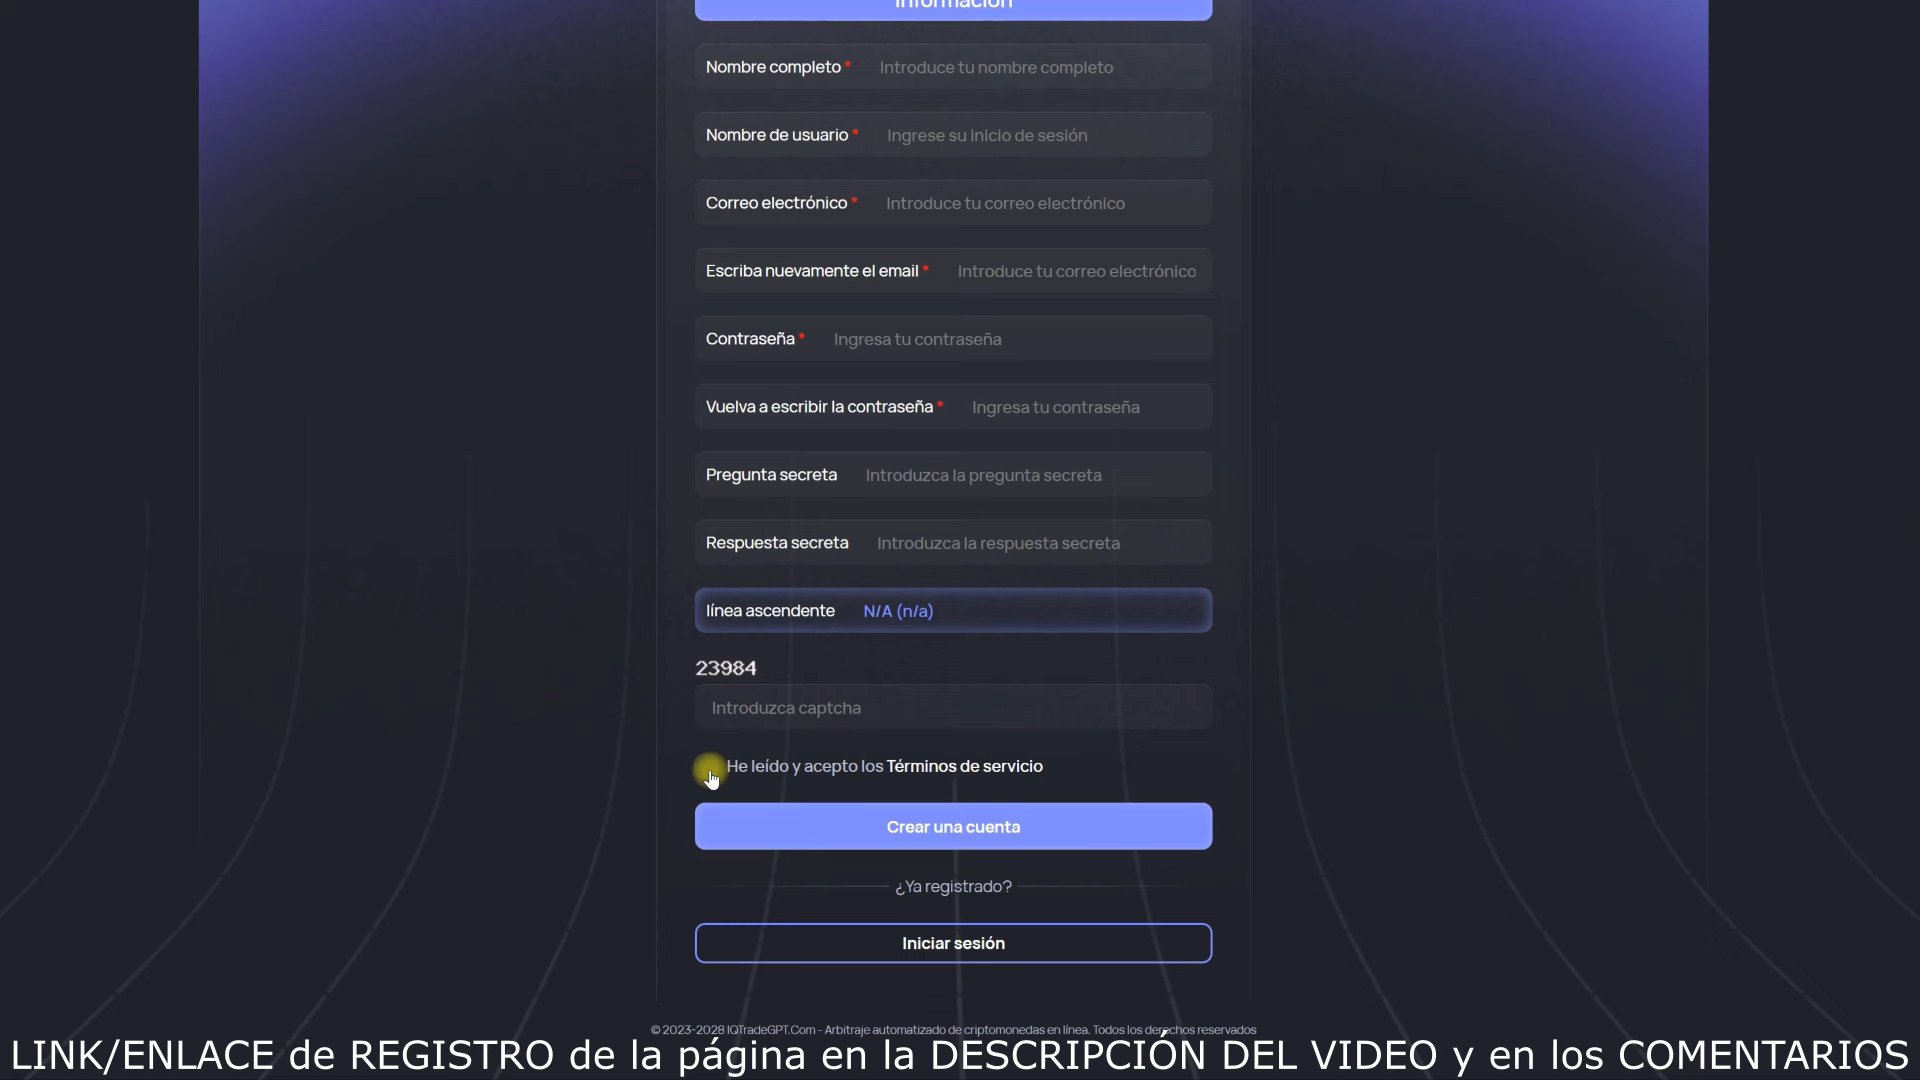 Información
Nombre completo * Introduce tu nombre completo
Nombre de usuario * Ingrese su inicio de sesión
Correo electrónico * Introduce tu correo electrónico
Escriba nuevamente el email * Introduce tu correo electrónico
Contraseña * Ingresa tu contraseña
Vuelva a escribir la contraseña * Ingresa tu contraseña
Pregunta secreta Introduzca la pregunta secreta
Respuesta secreta Introduzca la respuesta secreta
línea ascendente N/A (n/a)
23984
Introduzca captcha
He leído y acepto los Términos de servicio
Crear una cuenta
¿Ya registrado?
Iniciar sesión
© 2023-2028 IQTradeGPT.Com - Arbitraje automatizado de criptomonedas en línea. Todos los derechos reservados
LINK/ENLACE de REGISTRO de la página en la DESCRIPCIÓN DEL VIDEO y en los COMENTARIOS